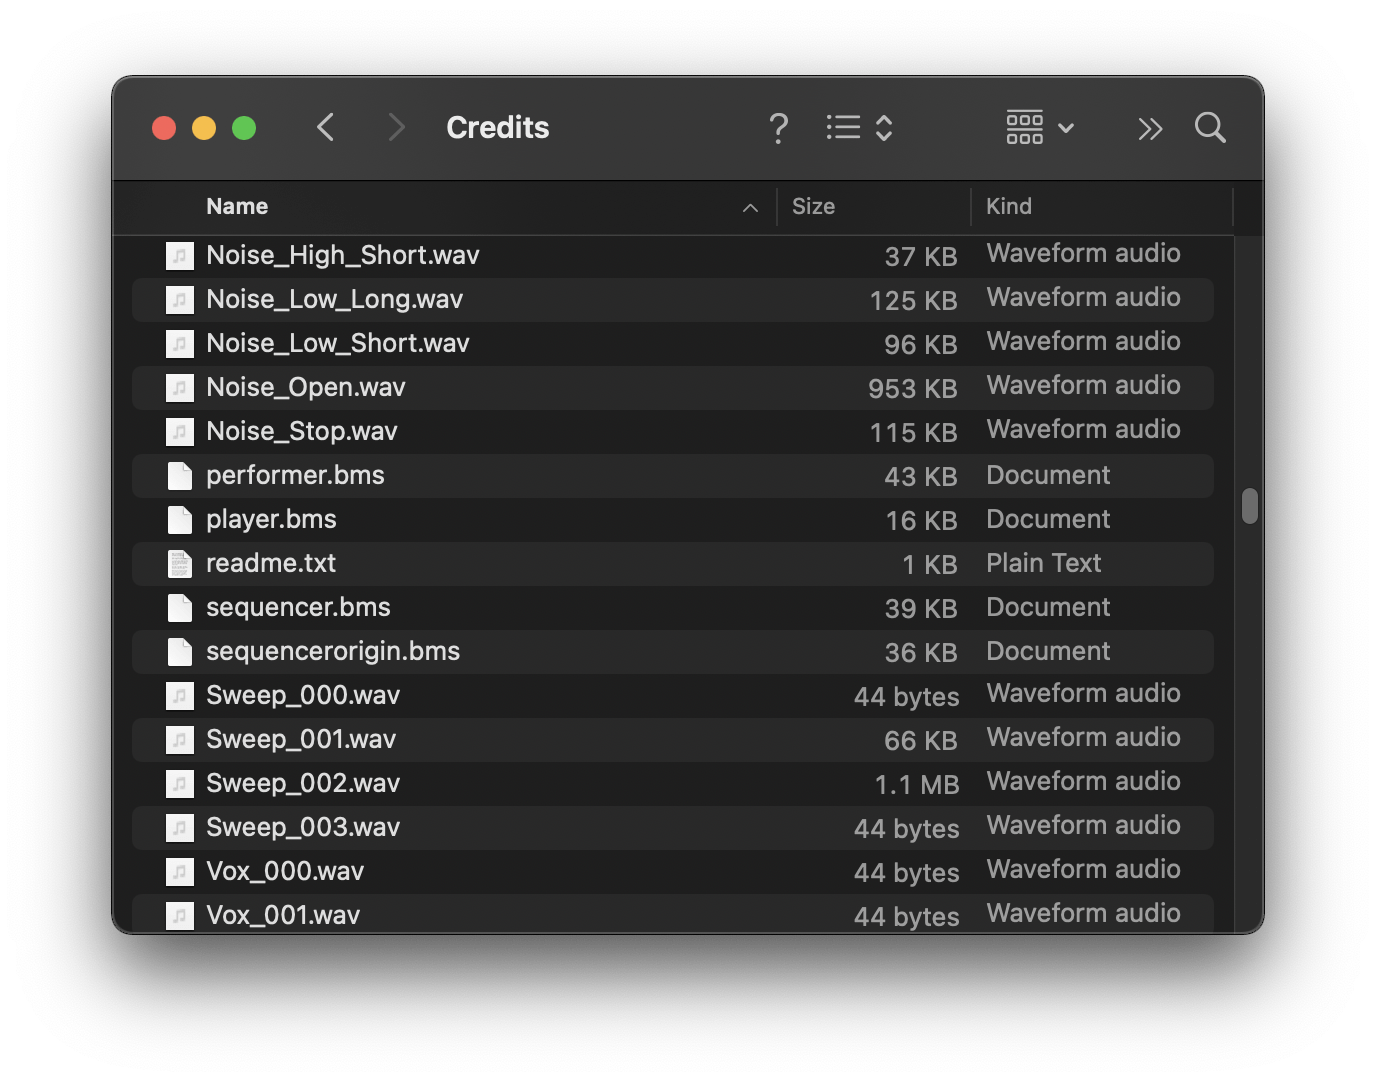 Credits
Name Size Kind
Noise_High_Short.wav 37 KB Waveform audio
Noise_Low_Long.wav 125 KB Waveform audio
Noise_Low_Short.wav 96 KB Waveform audio
Noise_Open.wav 953 KB Waveform audio
Noise_Stop.wav 115 KB Waveform audio
performer.bms 43 KB Document
player.bms 16 KB Document
readme.txt 1 KB Plain Text
sequencer.bms 39 KB Document
sequencerorigin.bms 36 KB Document
Sweep_000.wav 44 bytes Waveform audio
Sweep_001.wav 66 KB Waveform audio
Sweep_002.wav 1.1 MB Waveform audio
Sweep_003.wav 44 bytes Waveform audio
Vox_000.wav 44 bytes Waveform audio
Vox_001.wav 44 bytes Waveform audio